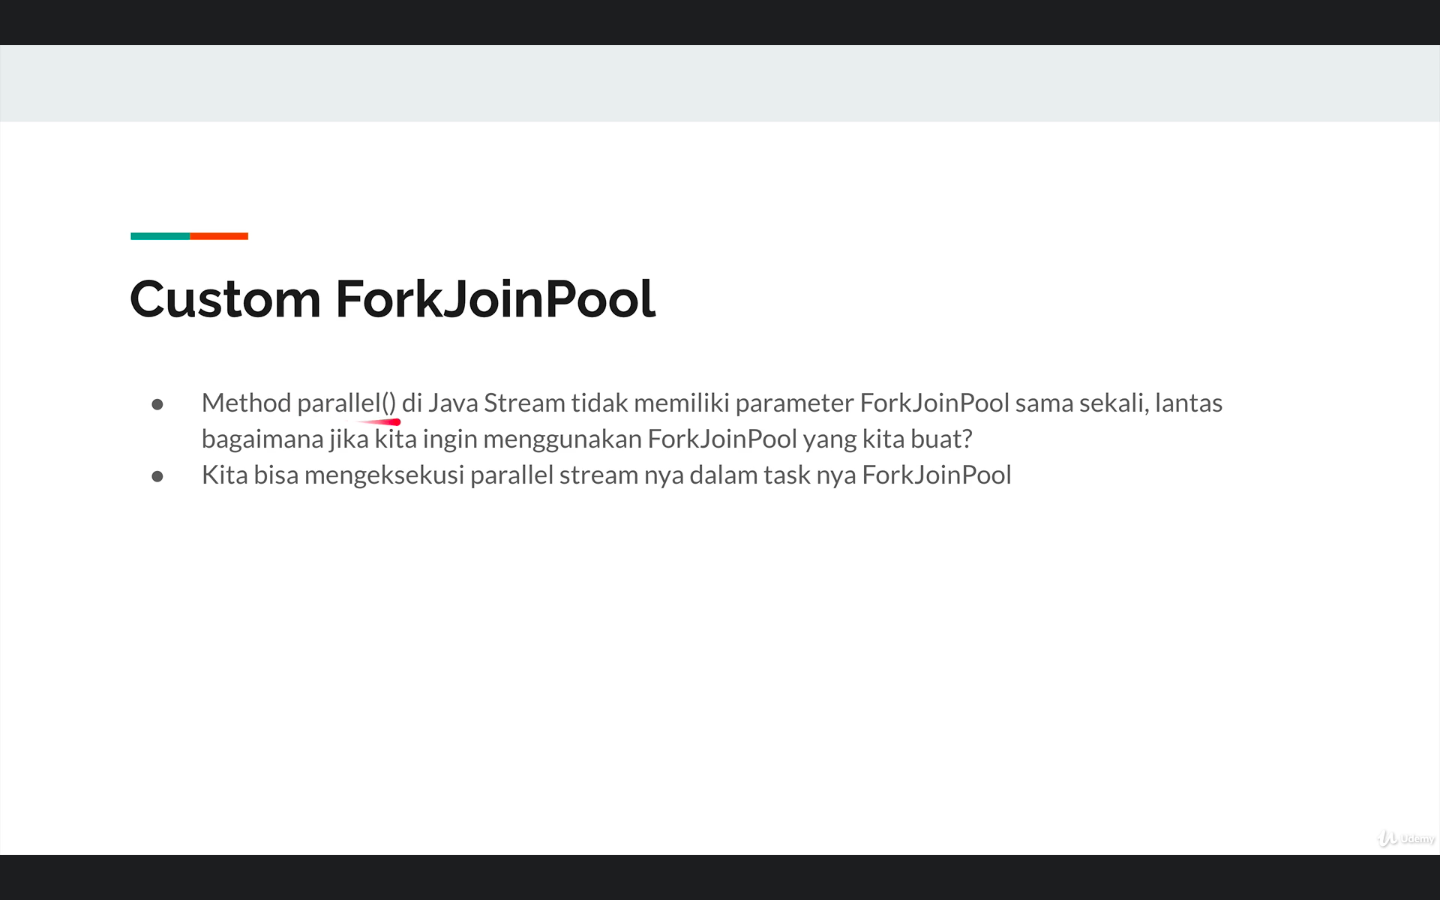 Custom ForkJoinPool
● Method parallel() di Java Stream tidak memiliki parameter ForkJoinPool sama sekali, lantas
bagaimana jika kita ingin menggunakan ForkJoinPool yang kita buat?
● Kita bisa mengeksekusi parallel stream nya dalam task nya ForkJoinPool
Udemy